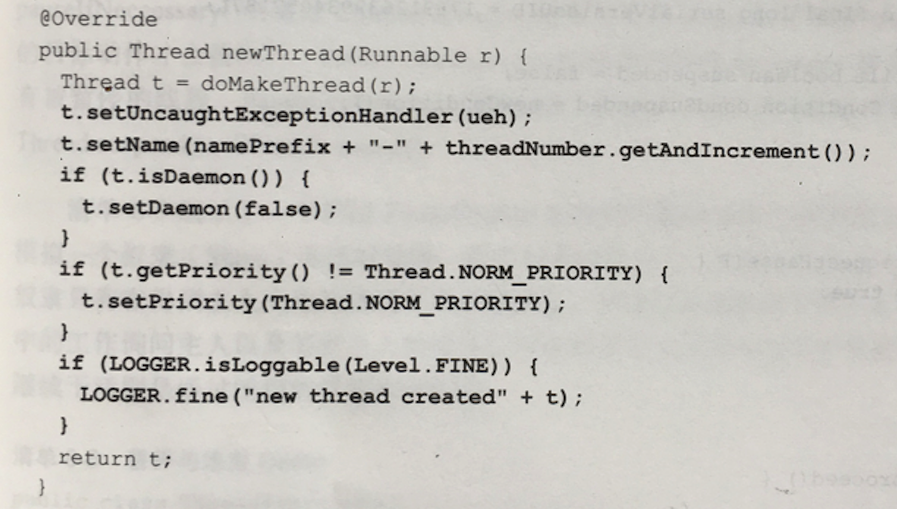 @Override
public Thread newThread(Runnable r) {
  Thread t = doMakeThread(r);
  t.setUncaughtExceptionHandler(ueh);
  t.setName(namePrefix + "-" + threadNumber.getAndIncrement());
  if (t.isDaemon()) {
    t.setDaemon(false);
  }
  if (t.getPriority() != Thread.NORM_PRIORITY) {
    t.setPriority(Thread.NORM_PRIORITY);
  }
  if (LOGGER.isLoggable(Level.FINE)) {
    LOGGER.fine("new thread created" + t);
  }
  return t;
}